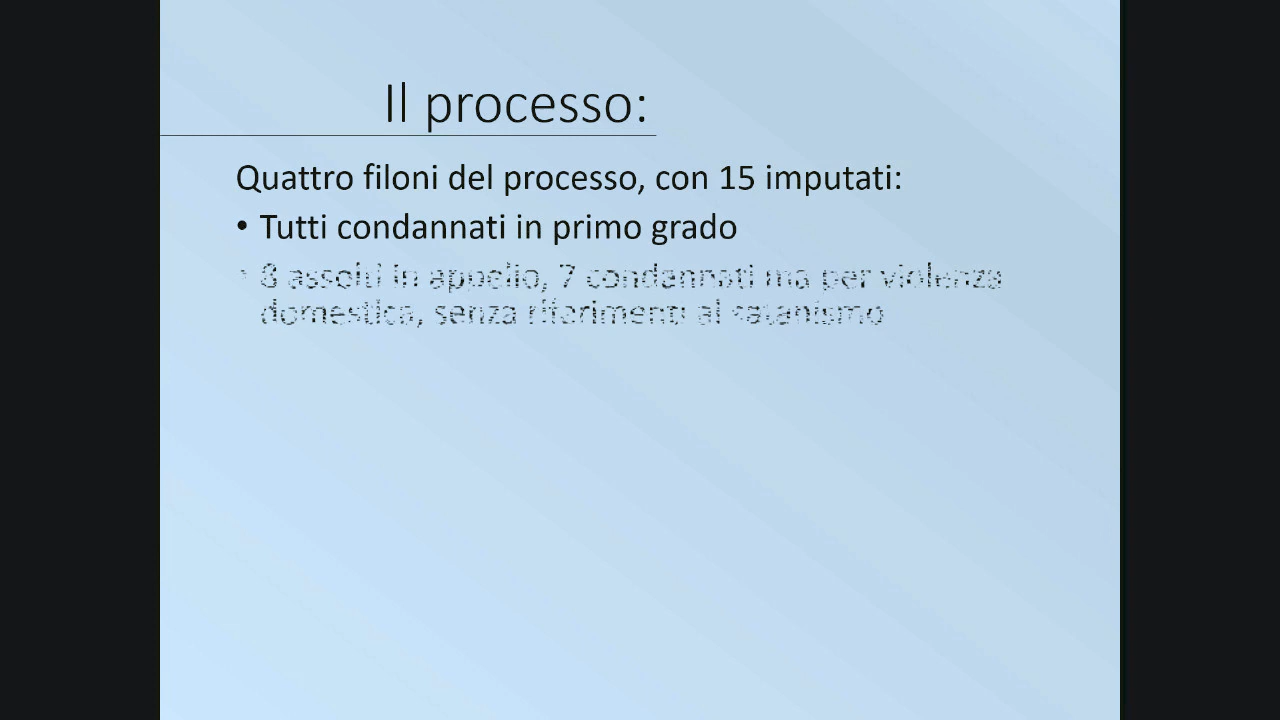 Il processo:
Quattro filoni del processo, con 15 imputati:
• Tutti condannati in primo grado
• 8 assolti in appello, 7 condannati ma per violenza
domestica, senza riferimenti al satanismo